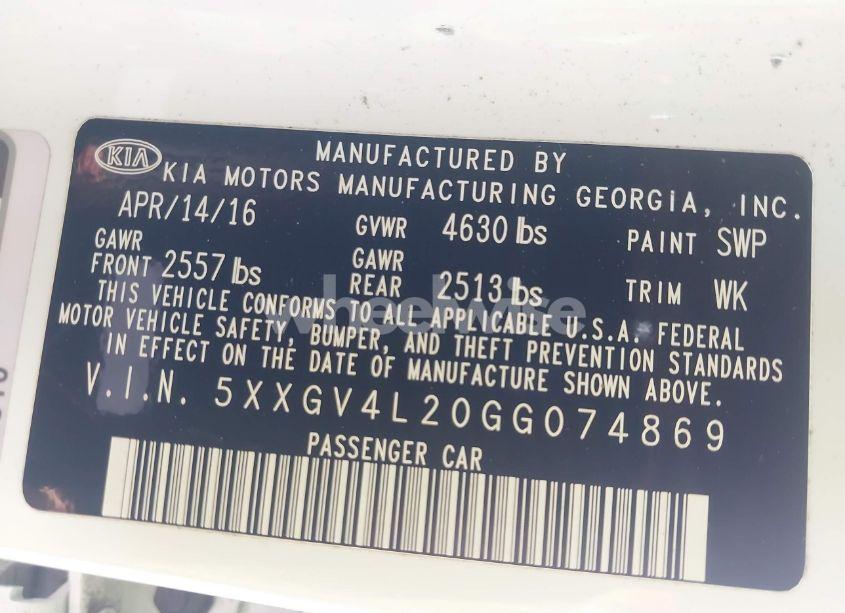 KIA
MANUFACTURED BY
KIA MOTORS MANUFACTURING GEORGIA, INC.
APR/14/16 GVWR 4630 lbs PAINT SWP
GAWR FRONT 2557 lbs GAWR REAR 2513 lbs TRIM WK
THIS VEHICLE CONFORMS TO ALL APPLICABLE U.S.A. FEDERAL
MOTOR VEHICLE SAFETY, BUMPER, AND THEFT PREVENTION STANDARDS
IN EFFECT ON THE DATE OF MANUFACTURE SHOWN ABOVE.
V.I.N. 5XXGV4L20GG074869
PASSENGER CAR
wheelwise